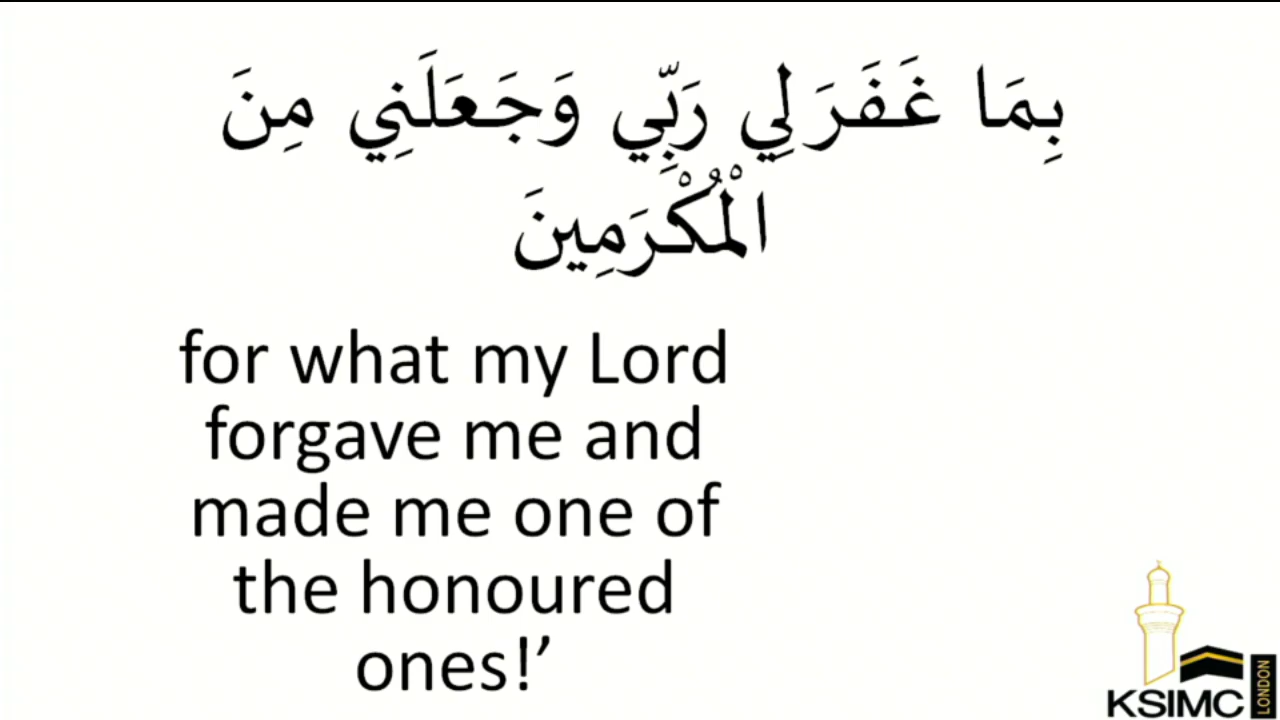 بِمَا غَفَرَ لِي رَبِّي وَجَعَلَنِي مِنَ
الْمُكْرَمِينَ
for what my Lord
forgave me and
made me one of
the honoured
ones!’
KSIMC
LONDON